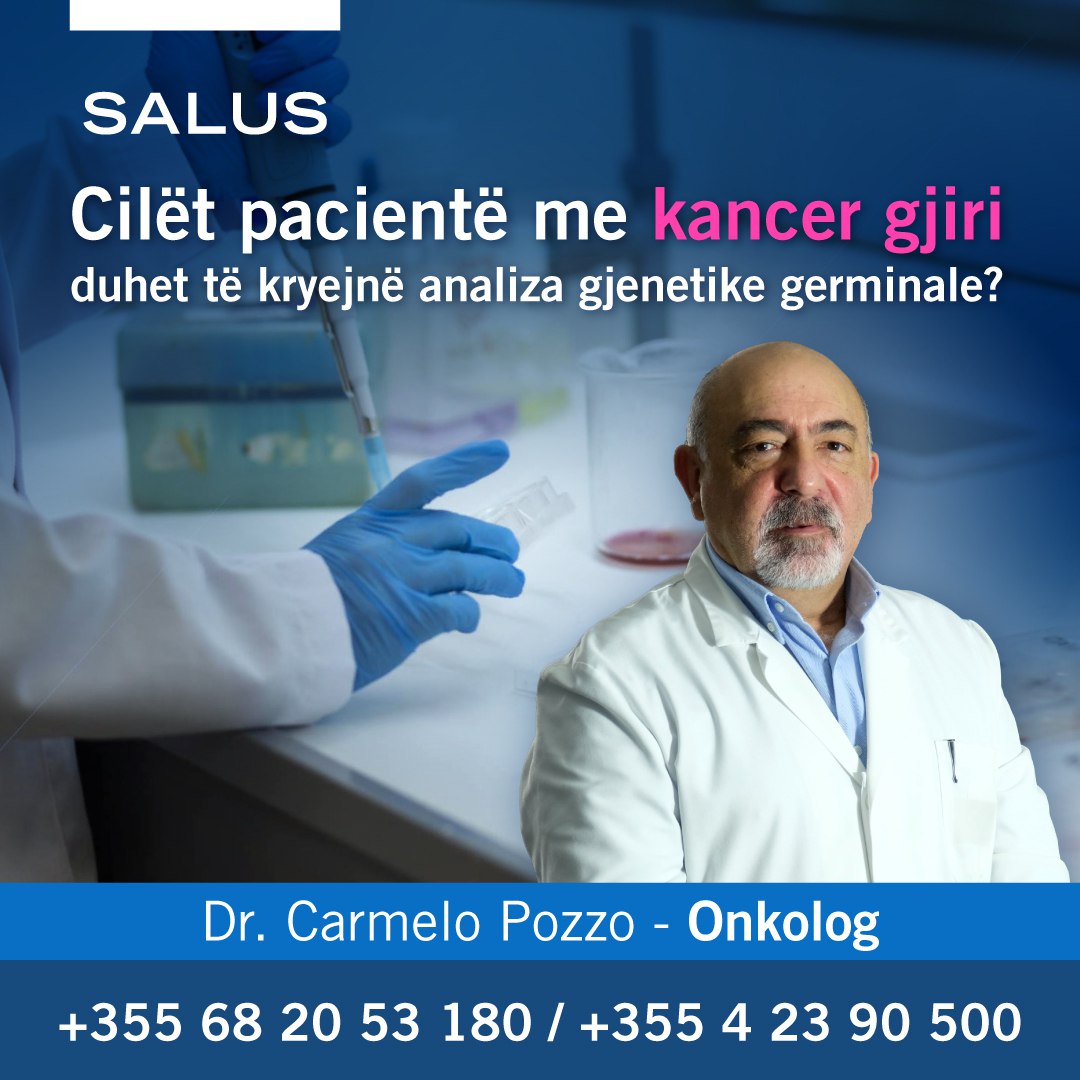 SALUS
Cilët pacientë me kancer gjiri
duhet të kryejnë analiza gjenetike germinale?
Dr. Carmelo Pozzo - Onkolog
+355 68 20 53 180 / +355 4 23 90 500